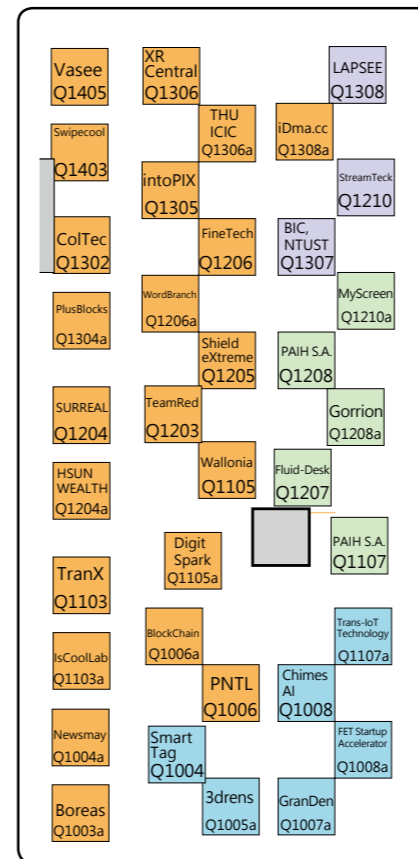 Vasee
Q1405
XR
Central
Q1306
LAPSEE
Q1308
THU
ICIC
Q1306a
iDma.cc
Q1308a
Swipecool
Q1403
intoPIX
Q1305
StreamTeck
Q1210
ColTec
Q1302
FineTech
Q1206
BIC,
NTUST
Q1307
PlusBlocks
Q1304a
WordBranch
Q1206a
MyScreen
Q1210a
Shield
eXtreme
Q1205
PAIH S.A.
Q1208
SURREAL
Q1204
TeamRed
Q1203
Gorrion
Q1208a
HSUN
WEALTH
Q1204a
Wallonia
Q1105
Fluid-Desk
Q1207
Digit
Spark
Q1105a
PAIH S.A.
Q1107
TranX
Q1103
IsCoolLab
Q1103a
BlockChain
Q1006a
Trans-IoT
Technology
Q1107a
PNTL
Q1006
Chimes
AI
Q1008
Newsmay
Q1004a
Smart
Tag
Q1004
FET Startup
Accelerator
Q1008a
Boreas
Q1003a
3drens
Q1005a
GranDen
Q1007a